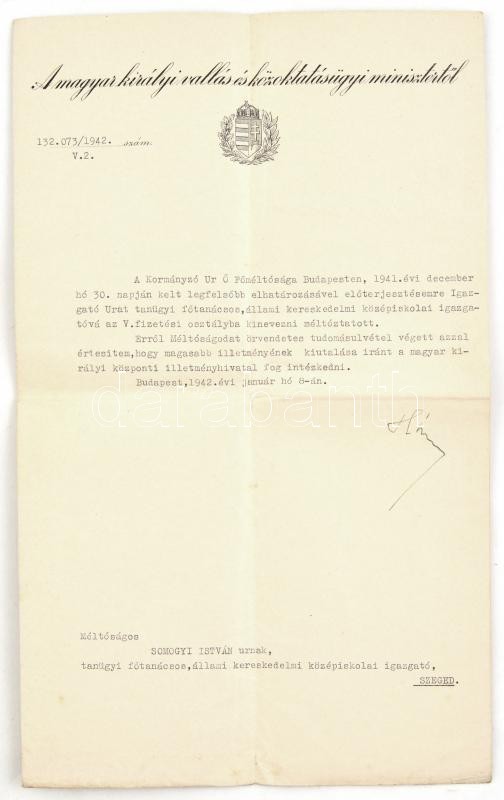 A magyar királyi vallás és közoktatásügyi minisztertől
132.073/1942. szám.
V.2.
A Kormányzó Ur Ő Főméltósága Budapesten, 1941.évi december
hó 30. napján kelt legfelsőbb elhatározásával előterjesztésemre Igaz-
gató Urat tanügyi főtanácsos,állami kereskedelmi középiskolai igazga-
tóvá az V.fizetési osztályba kinevezni méltóztatott.
Erről Méltóságodat örvendetes tudomásulvétel végett azzal
értesitem,hogy magasabb illetményének kiutalása iránt a magyar ki-
rályi központi illetményhivatal fog intézkedni.
Budapest,1942.évi január hó 8-án.
darabanth
Méltóságos
SOMOGYI ISTVÁN urnak,
tanügyi főtanácsos,állami kereskedelmi középiskolai igazgató,
SZEGED.